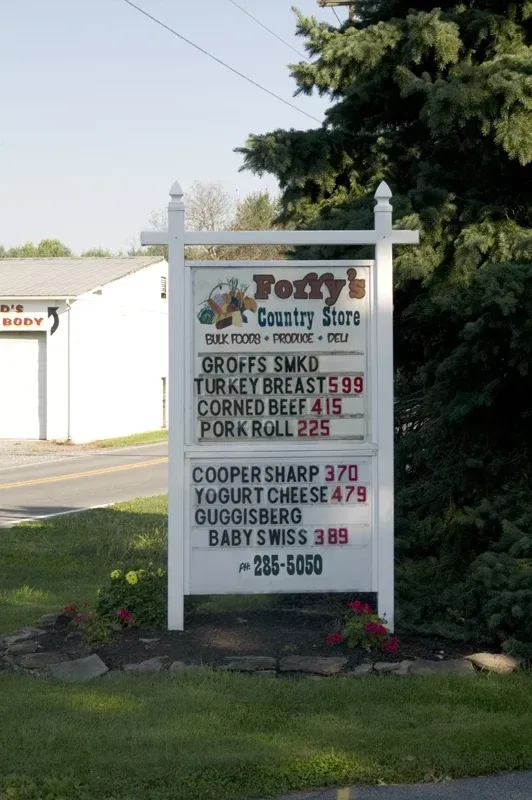 D'S
BODY
Forry's
Country Store
BULK FOODS • PRODUCE • DELI
GROFFS SMKD
TURKEY BREAST 599
CORNED BEEF 415
PORK ROLL 225
COOPER SHARP 370
YOGURT CHEESE 479
GUGGISBERG
BABY SWISS 389
PH: 285-5050